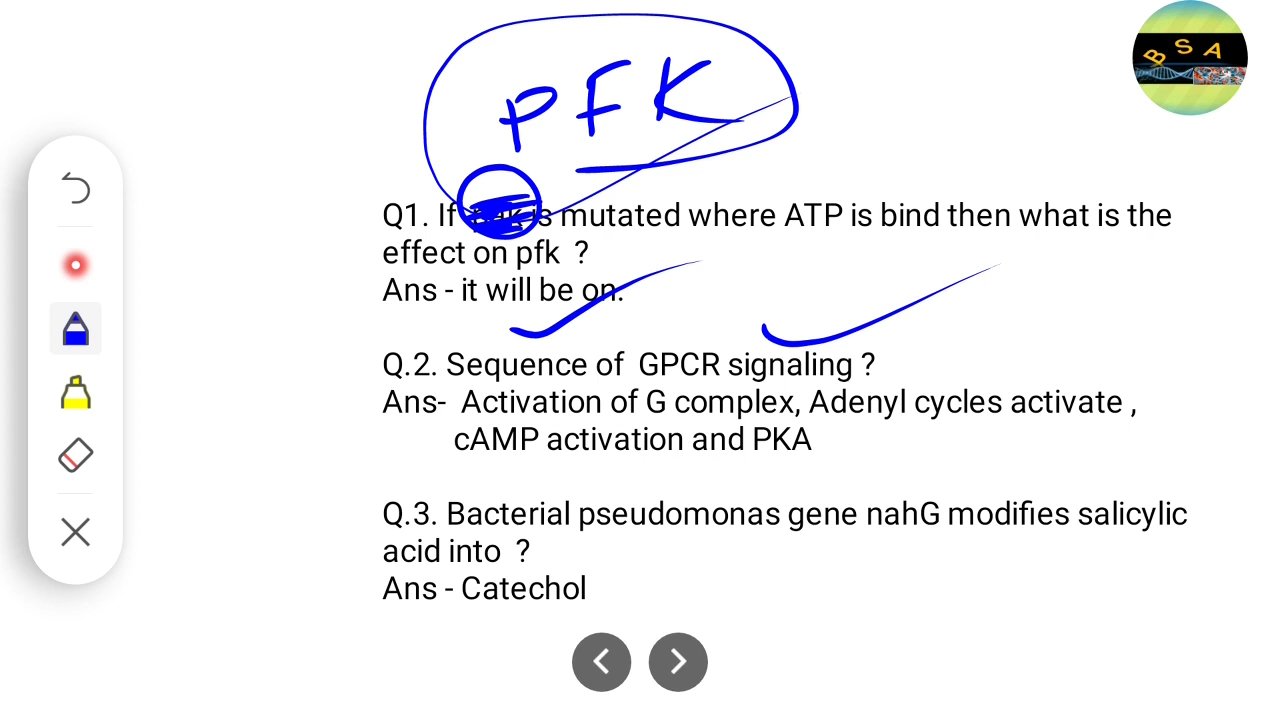 BSA
pFK
Q1. If is mutated where ATP is bind then what is the
effect on pfk ?
Ans - it will be on.
Q.2. Sequence of GPCR signaling ?
Ans- Activation of G complex, Adenyl cycles activate ,
cAMP activation and PKA
Q.3. Bacterial pseudomonas gene nahG modifies salicylic
acid into ?
Ans - Catechol